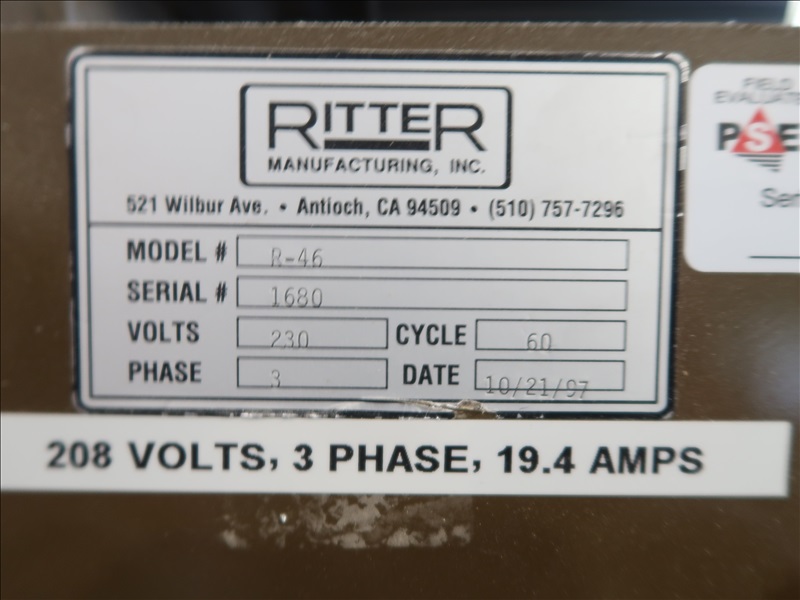 RITTER
MANUFACTURING, INC.
521 Wilbur Ave. • Antioch, CA 94509 • (510) 757-7296
MODEL # R-46
SERIAL # 1680
VOLTS 230 CYCLE 60
PHASE 3 DATE 10/21/97
208 VOLTS, 3 PHASE, 19.4 AMPS
FIELD
PSE